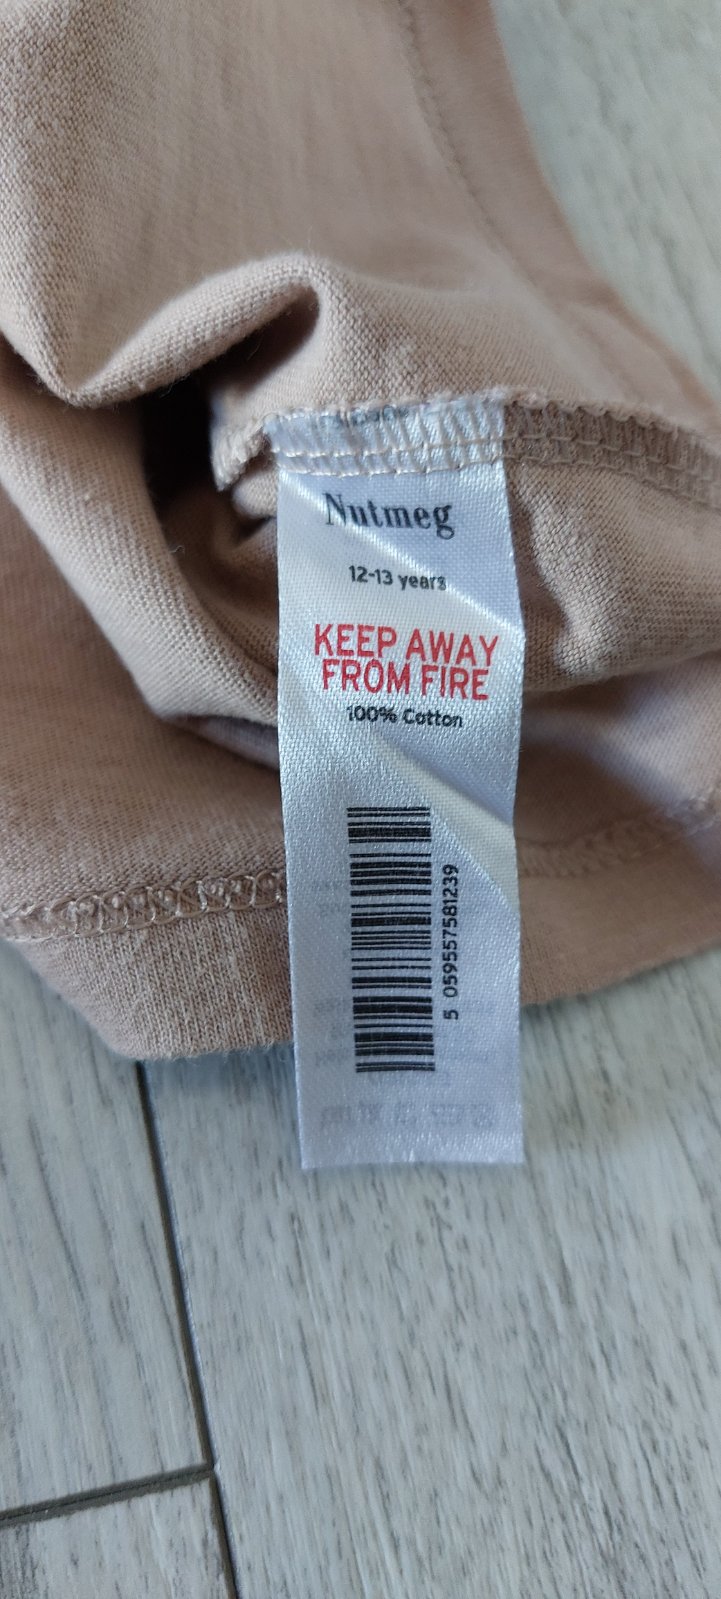 Nutmeg
12-13 years
KEEP AWAY
FROM FIRE
100% Cotton
5 059557581239